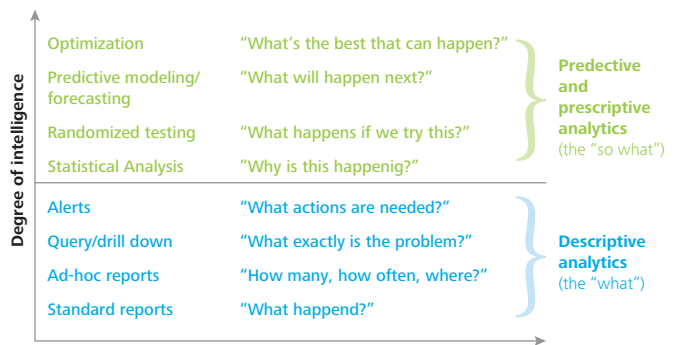 Degree of intelligence
Optimization “What’s the best that can happen?”
Predictive modeling/ “What will happen next?”
forecasting
Randomized testing “What happens if we try this?”
Statistical Analysis ”Why is this happenig?”
Predective
and
prescriptive
analytics
(the “so what”)
Alerts “What actions are needed?”
Query/drill down “What exactly is the problem?”
Ad-hoc reports “How many, how often, where?”
Standard reports “What happend?”
Descriptive
analytics
(the “what”)